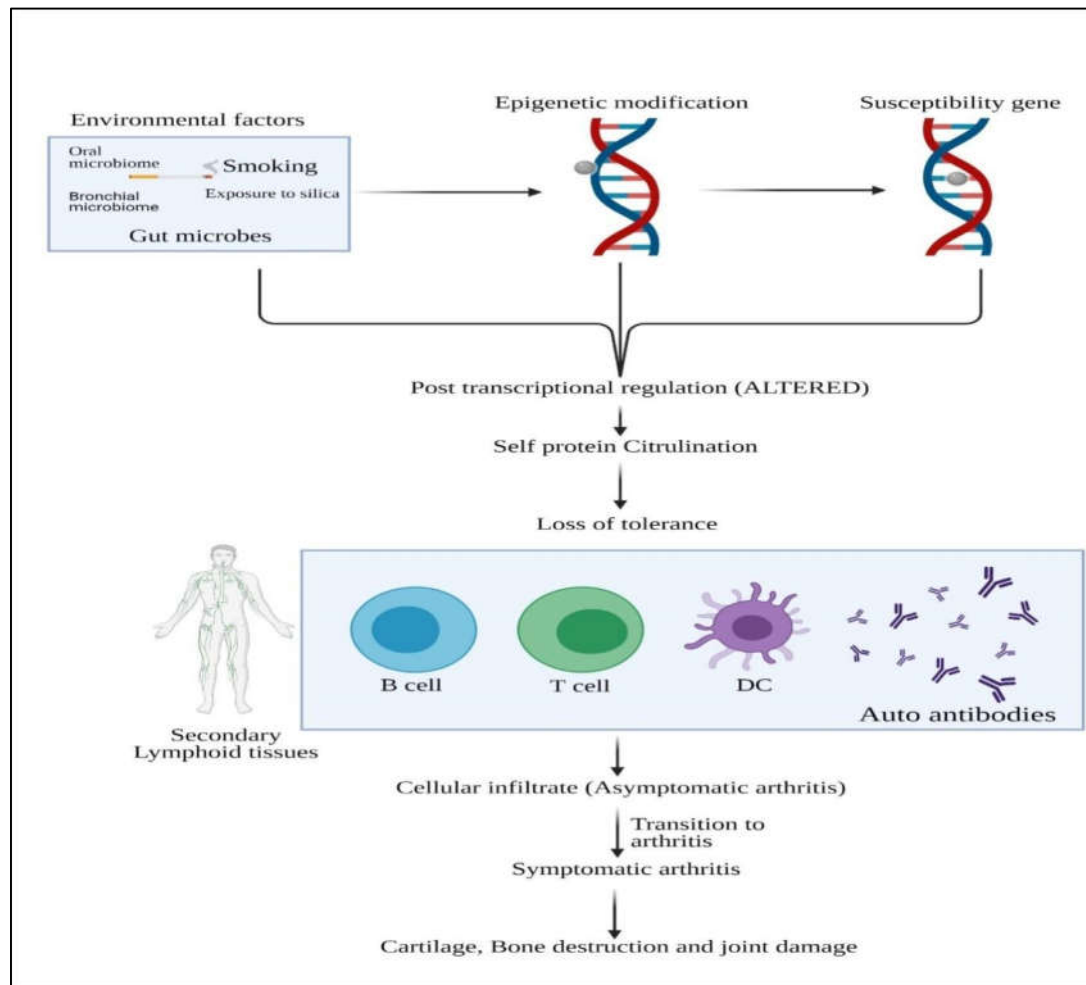 Environmental factors
Epigenetic modification
Susceptibility gene
Oral
microbiome
Smoking
Bronchial
microbiome
Exposure to silica
Gut microbes
Post transcriptional regulation (ALTERED)
Self protein Citrulination
Loss of tolerance
B cell
T cell
DC
Auto antibodies
Secondary
Lymphoid tissues
Cellular infiltrate (Asymptomatic arthritis)
Transition to
arthritis
Symptomatic arthritis
Cartilage, Bone destruction and joint damage